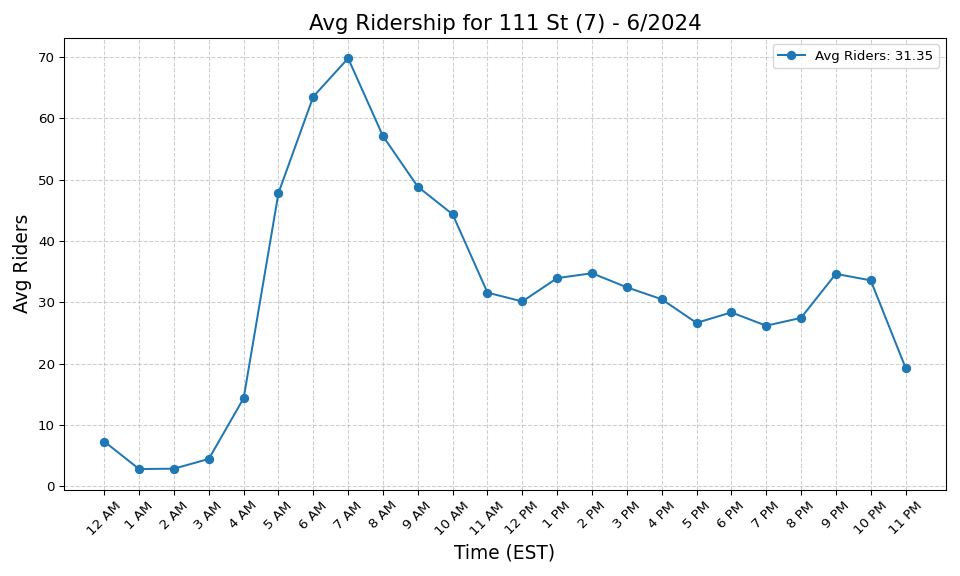 Avg Ridership for 111 St (7) - 6/2024
Avg Riders: 31.35
Avg Riders
70
60
50
40
30
20
10
0
12 AM
1 AM
2 AM
3 AM
4 AM
5 AM
6 AM
7 AM
8 AM
9 AM
10 AM
11 AM
12 PM
1 PM
2 PM
3 PM
4 PM
5 PM
6 PM
7 PM
8 PM
9 PM
10 PM
11 PM
Time (EST)